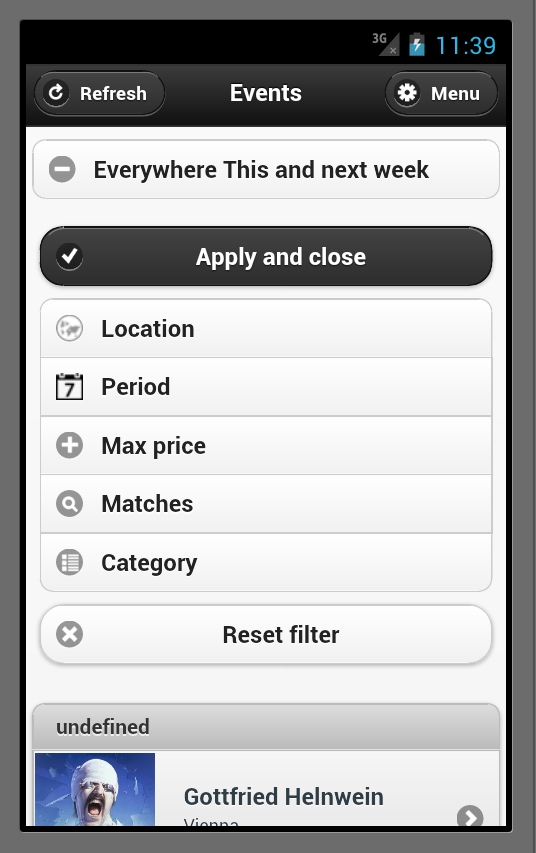 3G 11:39
Refresh Events Menu
Everywhere This and next week
Apply and close
Location
7 Period
Max price
Matches
Category
Reset filter
undefined
Gottfried Helnwein
Vienna